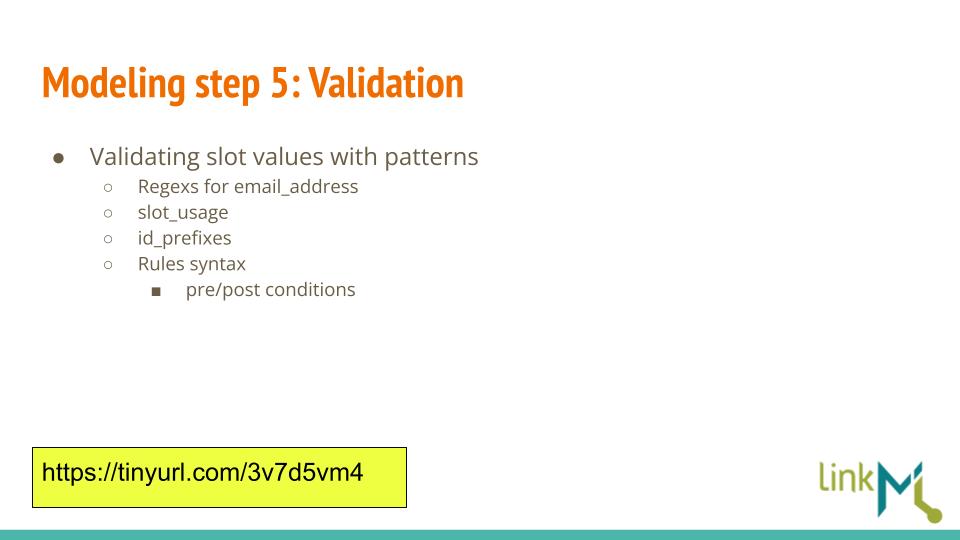 Modeling step 5: Validation
● Validating slot values with patterns
○ Regexs for email_address
○ slot_usage
○ id_prefixes
○ Rules syntax
■ pre/post conditions
https://tinyurl.com/3v7d5vm4
linkML